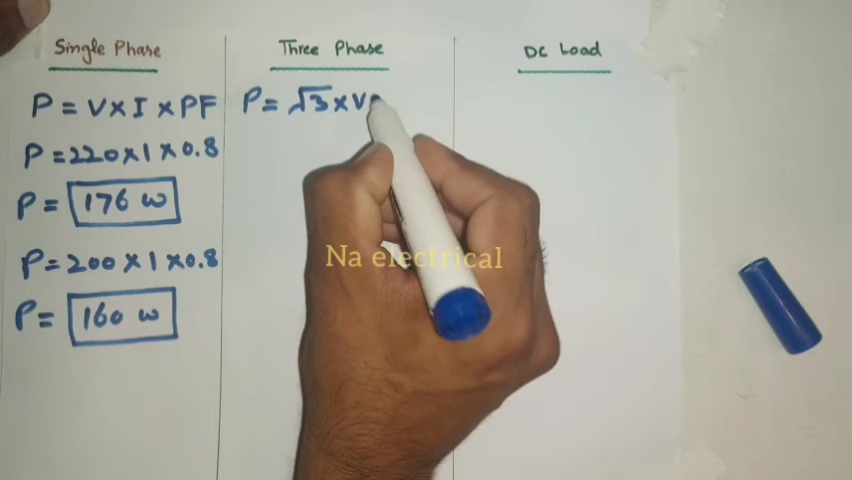 Single Phase
P = V × I × PF
P = 220 × 1 × 0.8
P = 176 W
P = 200 × 1 × 0.8
P = 160 W
Three Phase
P = √3 × V
DC Load
Na electrical